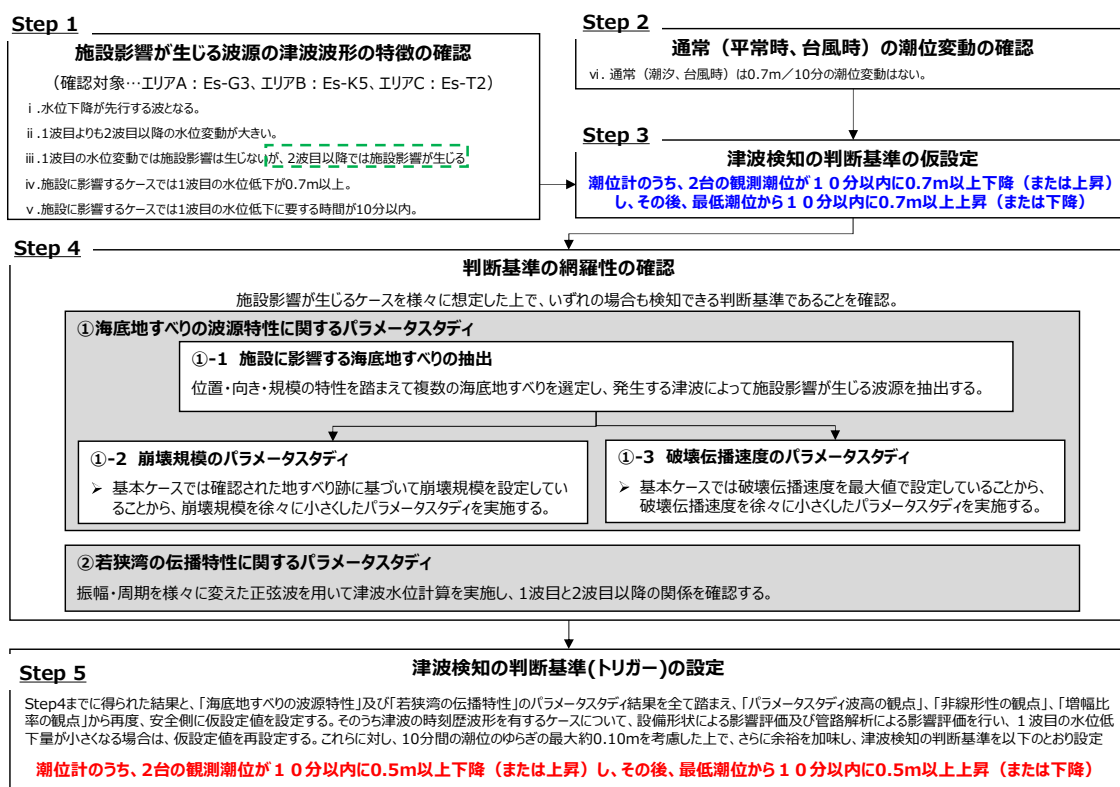 Step 1
施設影響が生じる波源の津波波形の特徴の確認
（確認対象…エリアA：Es-G3、エリアB：Es-K5、エリアC：Es-T2）
ⅰ.水位下降が先行する波となる。
ⅱ.1波目よりも2波目以降の水位変動が大きい。
ⅲ.1波目の水位変動では施設影響は生じないが、2波目以降では施設影響が生じる
ⅳ.施設に影響するケースでは1波目の水位低下が0.7m以上。
ⅴ.施設に影響するケースでは1波目の水位低下に要する時間が10分以内。
Step 2
通常（平常時、台風時）の潮位変動の確認
ⅵ. 通常（潮汐、台風時）は0.7m／10分の潮位変動はない。
Step 3
津波検知の判断基準の仮設定
潮位計のうち、2台の観測潮位が１０分以内に0.7m以上下降（または上昇）
し、その後、最低潮位から１０分以内に0.7m以上上昇（または下降）
Step 4
判断基準の網羅性の確認
施設影響が生じるケースを様々に想定した上で、いずれの場合も検知できる判断基準であることを確認。
①海底地すべりの波源特性に関するパラメータスタディ
①-1 施設に影響する海底地すべりの抽出
位置・向き・規模の特性を踏まえて複数の海底地すべりを選定し、発生する津波によって施設影響が生じる波源を抽出する。
①-2 崩壊規模のパラメータスタディ
➢ 基本ケースでは確認された地すべり跡に基づいて崩壊規模を設定してい
ることから、崩壊規模を徐々に小さくしたパラメータスタディを実施する。
①-3 破壊伝播速度のパラメータスタディ
➢ 基本ケースでは破壊伝播速度を最大値で設定していることから、
破壊伝播速度を徐々に小さくしたパラメータスタディを実施する。
②若狭湾の伝播特性に関するパラメータスタディ
振幅・周期を様々に変えた正弦波を用いて津波水位計算を実施し、1波目と2波目以降の関係を確認する。
Step 5
津波検知の判断基準(トリガー)の設定
Step4までに得られた結果と、「海底地すべりの波源特性」及び「若狭湾の伝播特性」のパラメータスタディ結果を全て踏まえ、「パラメータスタディ波高の観点」、「非線形性の観点」、「増幅比
率の観点」から再度、安全側に仮設定値を設定する。そのうち津波の時刻歴波形を有するケースについて、設備形状による影響評価及び管路解析による影響評価を行い、１波目の水位低
下量が小さくなる場合は、仮設定値を再設定する。これらに対し、10分間の潮位のゆらぎの最大約0.10mを考慮した上で、さらに余裕を加味し、津波検知の判断基準を以下のとおり設定
潮位計のうち、2台の観測潮位が１０分以内に0.5m以上下降（または上昇）し、その後、最低潮位から１０分以内に0.5m以上上昇（または下降）